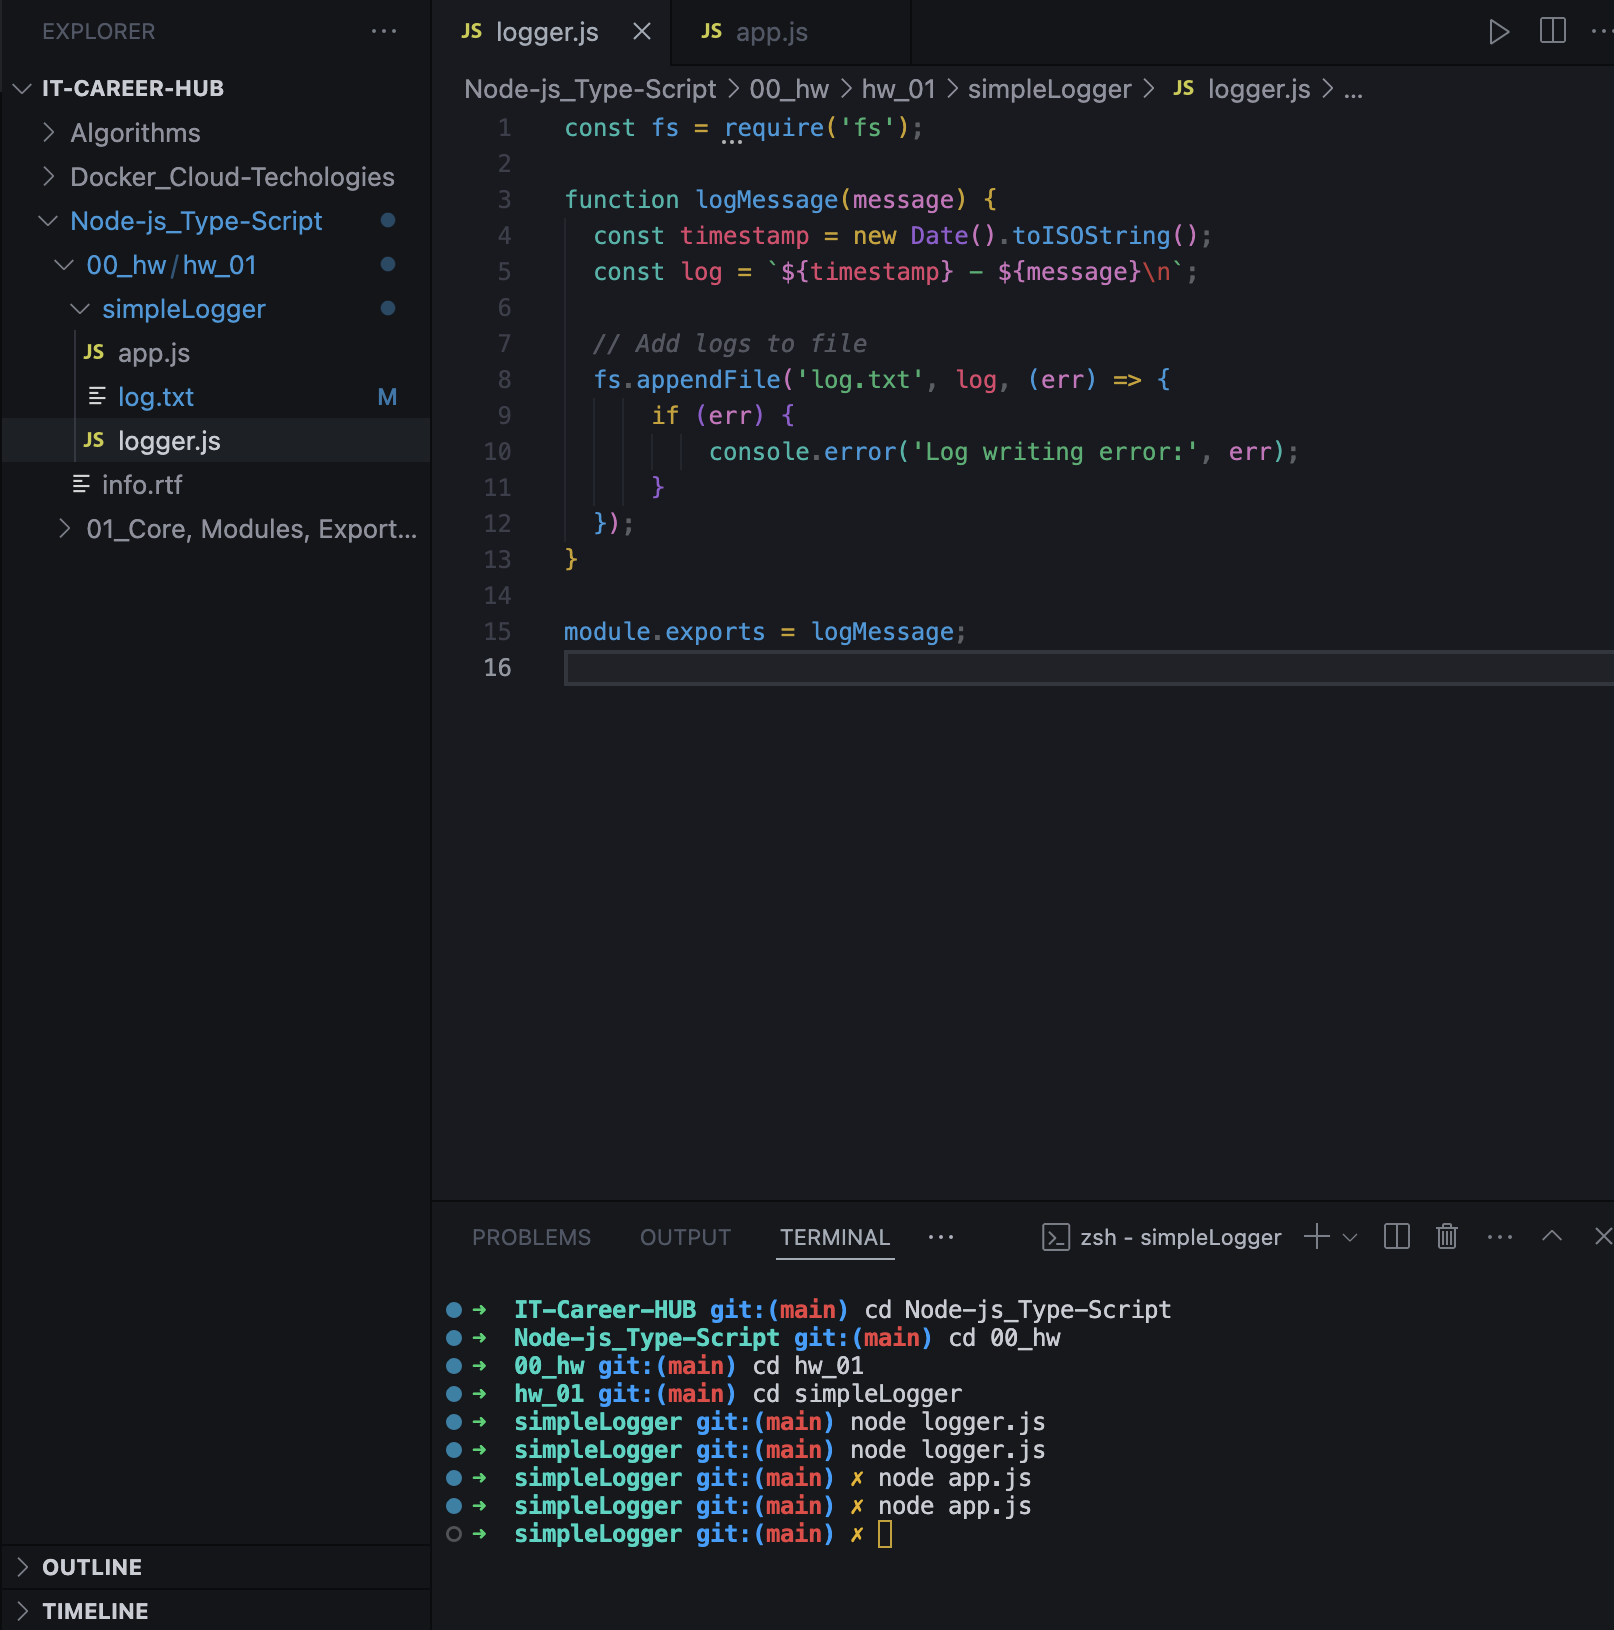 EXPLORER
IT-CAREER-HUB
Algorithms
Docker_Cloud-Techologies
Node-js_Type-Script
00_hw/hw_01
simpleLogger
JS app.js
log.txt M
JS logger.js
info.rtf
01_Core, Modules, Export...
OUTLINE
TIMELINE
JS logger.js
JS app.js
Node-js_Type-Script > 00_hw > hw_01 > simpleLogger > JS logger.js > ...
1 const fs = require('fs');
2
3 function logMessage(message) {
4 const timestamp = new Date().toISOString();
5 const log = `${timestamp} - ${message}\n`;
6
7 // Add logs to file
8 fs.appendFile('log.txt', log, (err) => {
9 if (err) {
10 console.error('Log writing error:', err);
11 }
12 });
13 }
14
15 module.exports = logMessage;
16
PROBLEMS OUTPUT TERMINAL ... zsh - simpleLogger
➜ IT-Career-HUB git:(main) cd Node-js_Type-Script
➜ Node-js_Type-Script git:(main) cd 00_hw
➜ 00_hw git:(main) cd hw_01
➜ hw_01 git:(main) cd simpleLogger
➜ simpleLogger git:(main) node logger.js
➜ simpleLogger git:(main) node logger.js
➜ simpleLogger git:(main) ✗ node app.js
➜ simpleLogger git:(main) ✗ node app.js
➜ simpleLogger git:(main) ✗